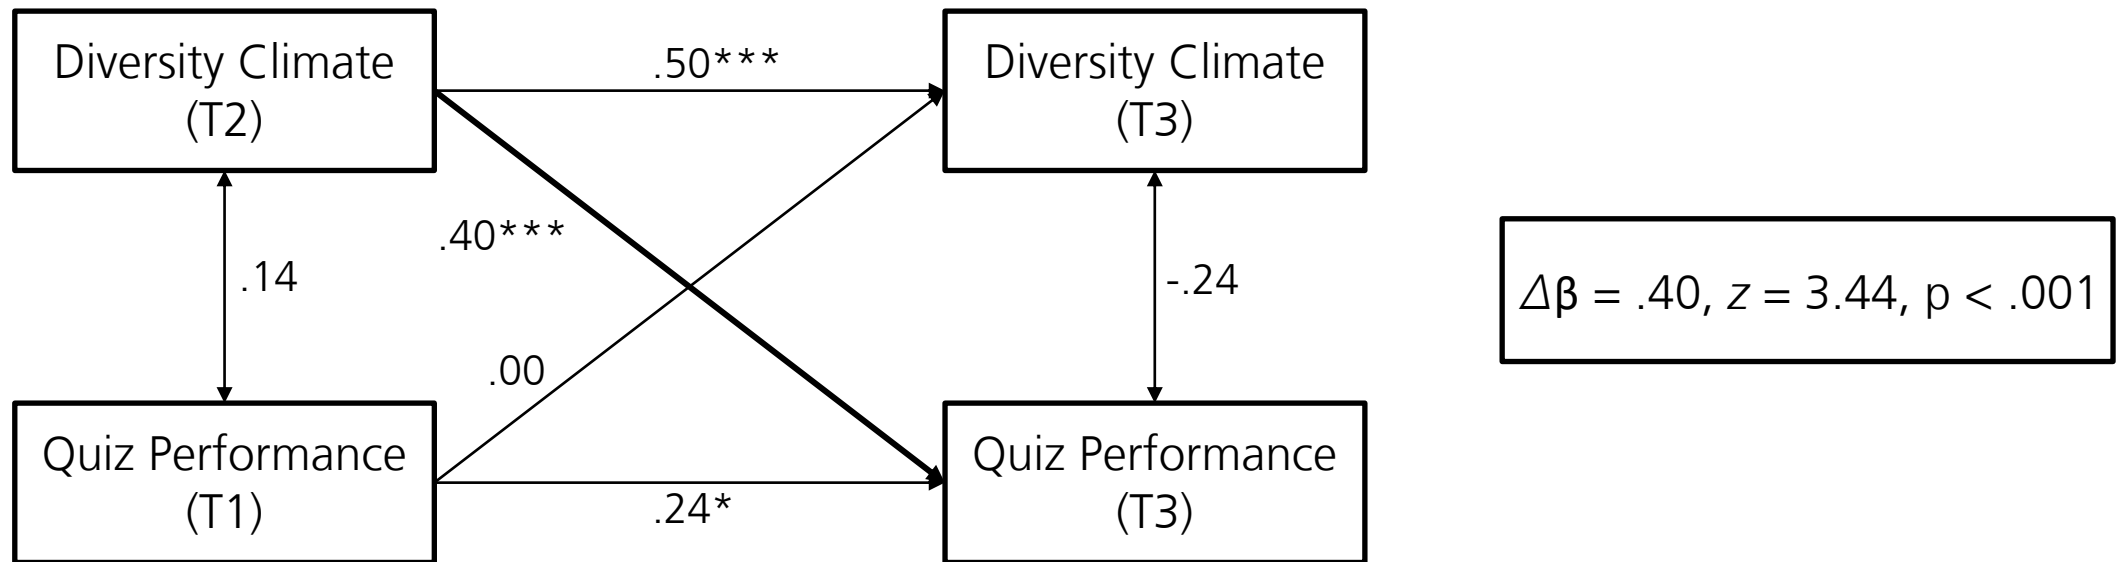 Diversity Climate
(T2)
.50***
Diversity Climate
(T3)
.40***
.14
-.24
Δβ = .40, z = 3.44, p < .001
.00
Quiz Performance
(T1)
.24*
Quiz Performance
(T3)